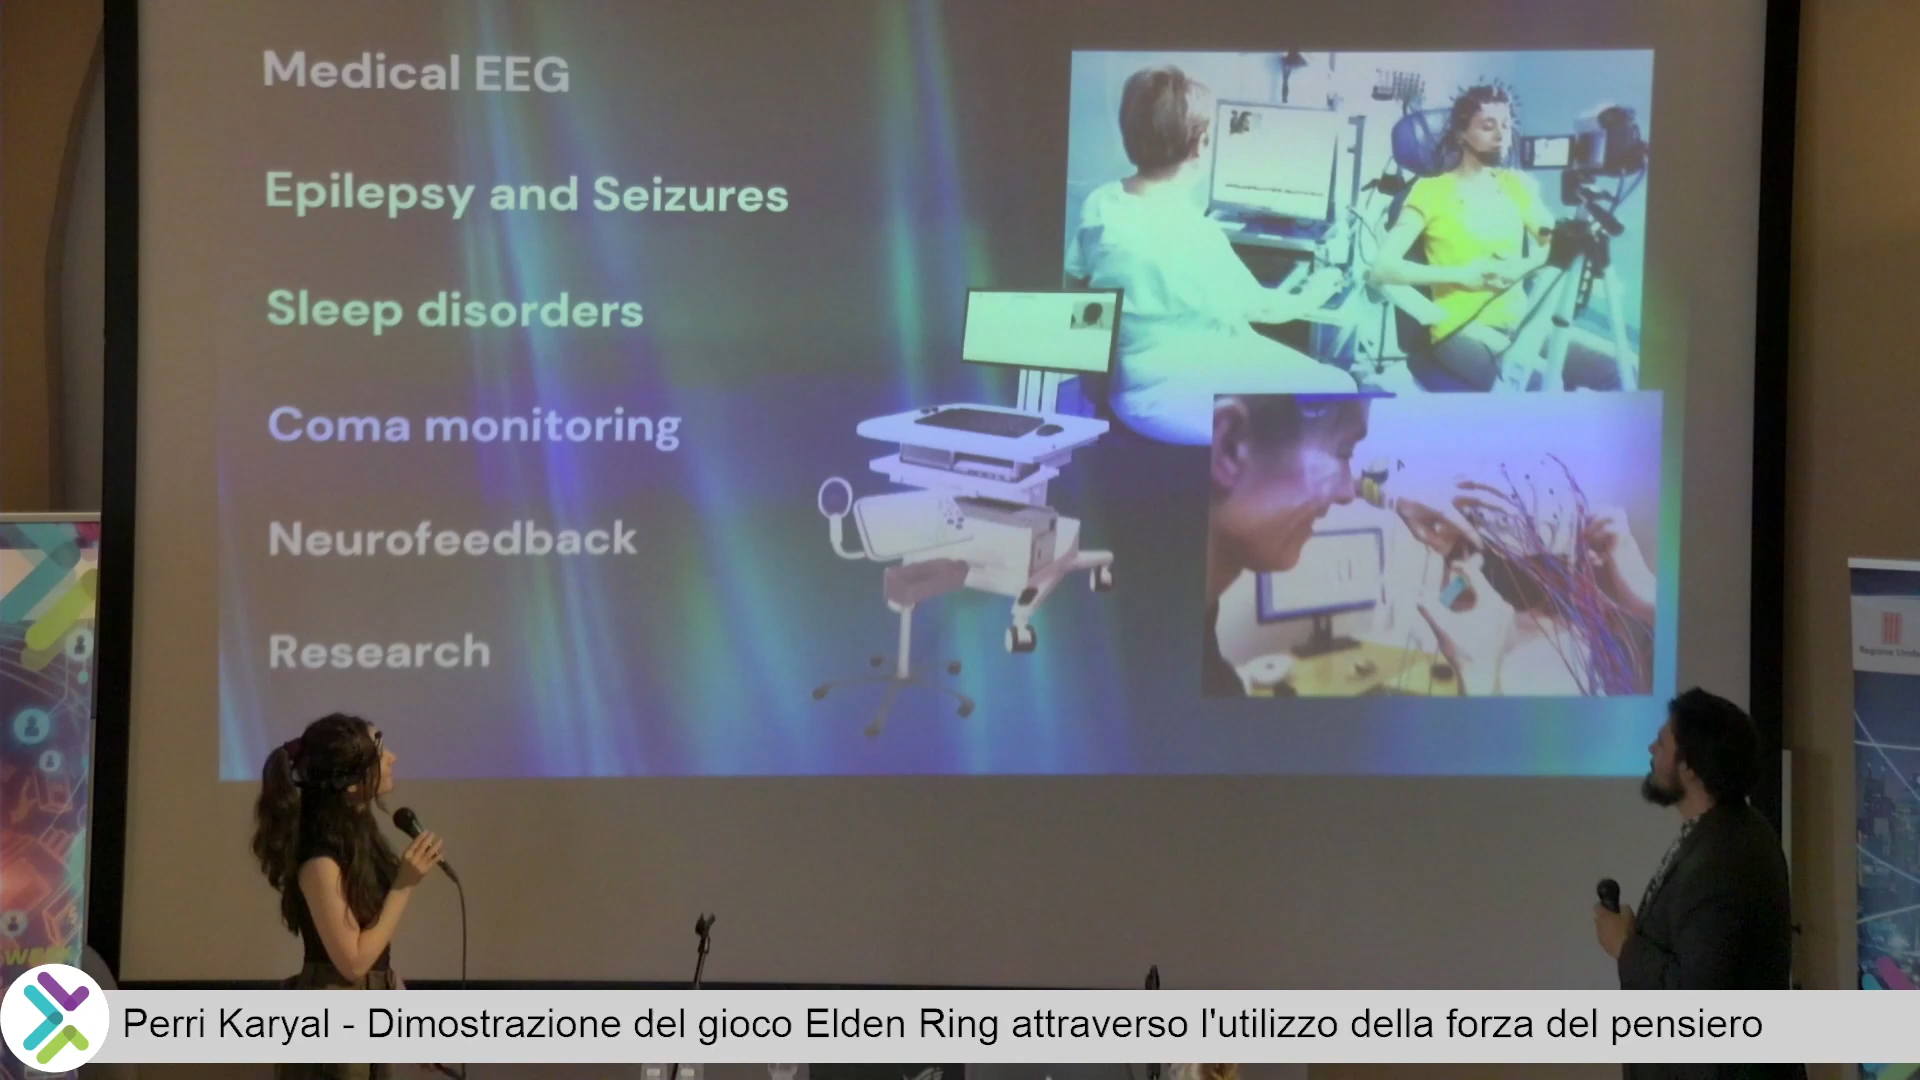 Medical EEG
Epilepsy and Seizures
Sleep disorders
Coma monitoring
Neurofeedback
Research
Perri Karyal - Dimostrazione del gioco Elden Ring attraverso l'utilizzo della forza del pensiero